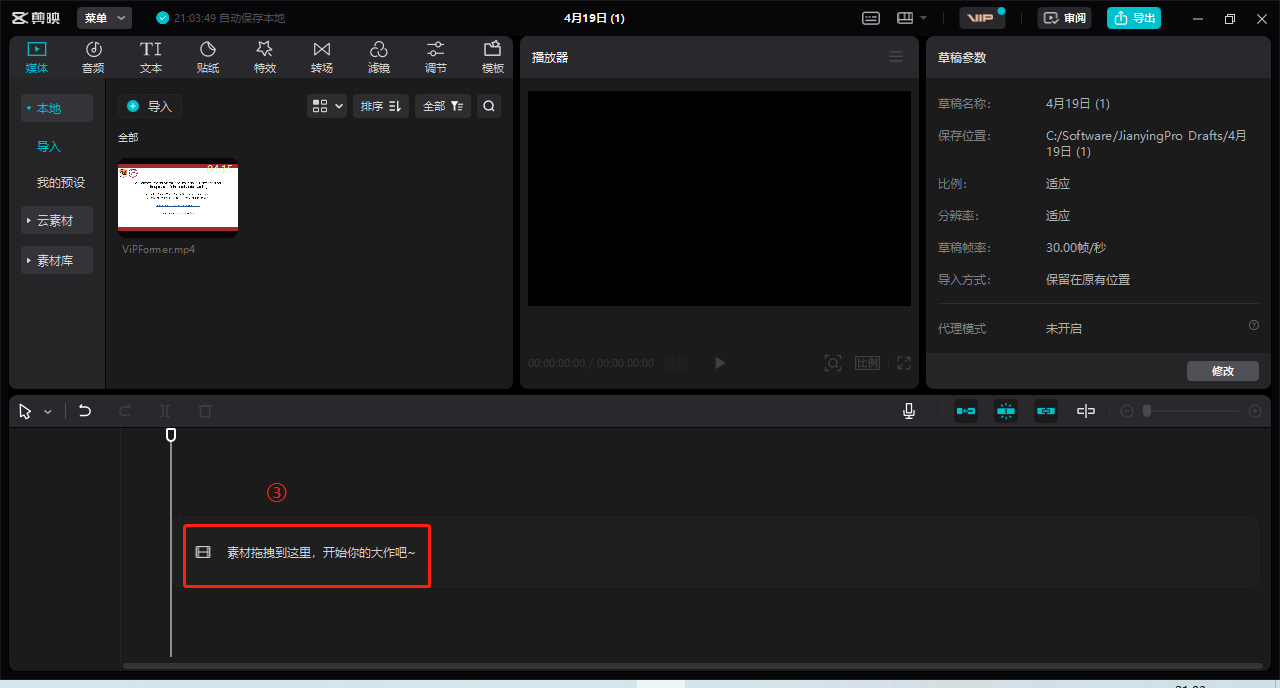 剪映
菜单
21:03:49 自动保存本地
4月19日 (1)
VIP
审阅
导出
媒体
音频
文本
贴纸
特效
转场
滤镜
调节
模板
本地
导入
我的预设
云素材
素材库
导入
排序
全部
全部
04:15
ViPFormer.mp4
播放器
00:00:00:00 / 00:00:00:00
比例
草稿参数
草稿名称: 4月19日 (1)
保存位置: C:/Software/JianyingPro Drafts/4月
19日 (1)
比例: 适应
分辨率: 适应
草稿帧率: 30.00帧/秒
导入方式: 保留在原有位置
代理模式 未开启
修改
③
素材拖拽到这里，开始你的大作吧~